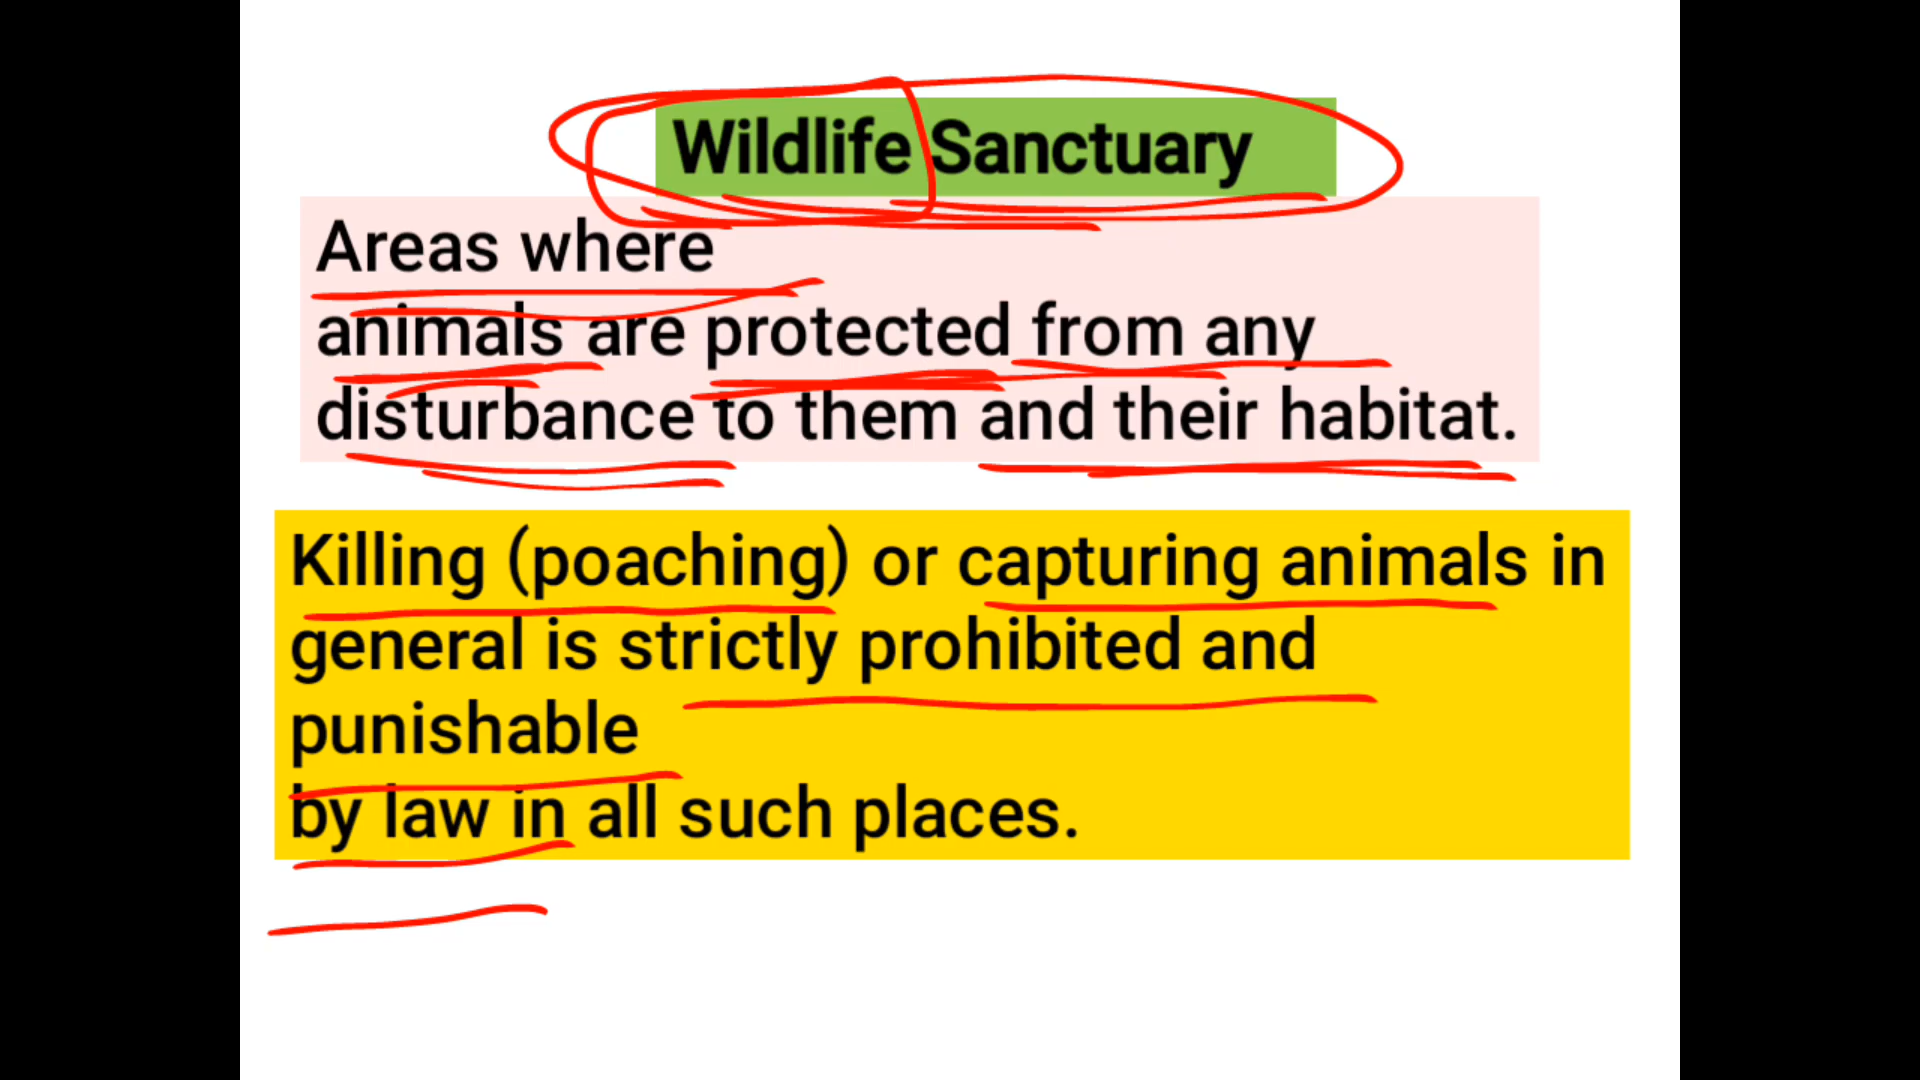 Wildlife Sanctuary
Areas where
animals are protected from any
disturbance to them and their habitat.
Killing (poaching) or capturing animals in
general is strictly prohibited and
punishable
by law in all such places.